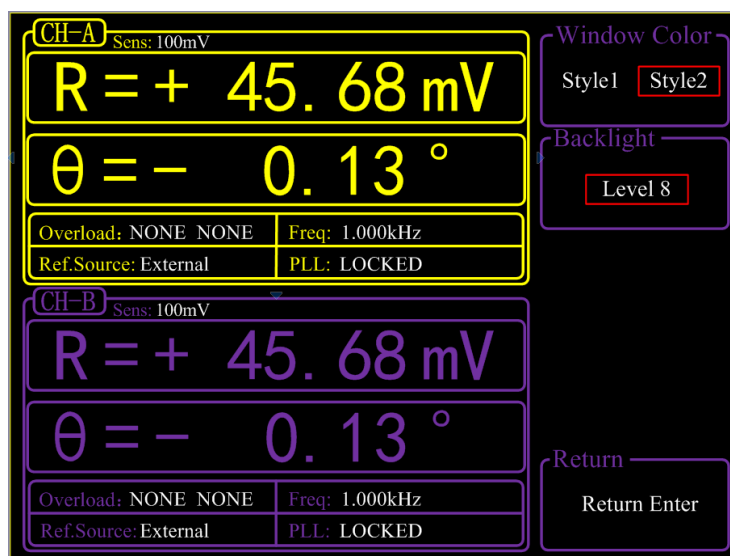 CH-A Sens: 100mV
R=+ 45.68 mV
θ=- 0.13 °
Overload: NONE NONE Freq: 1.000kHz
Ref.Source: External PLL: LOCKED
CH-B Sens: 100mV
R=+ 45.68 mV
θ=- 0.13 °
Overload: NONE NONE Freq: 1.000kHz
Ref.Source: External PLL: LOCKED
Window Color
Style1 Style2
Backlight
Level 8
Return
Return Enter